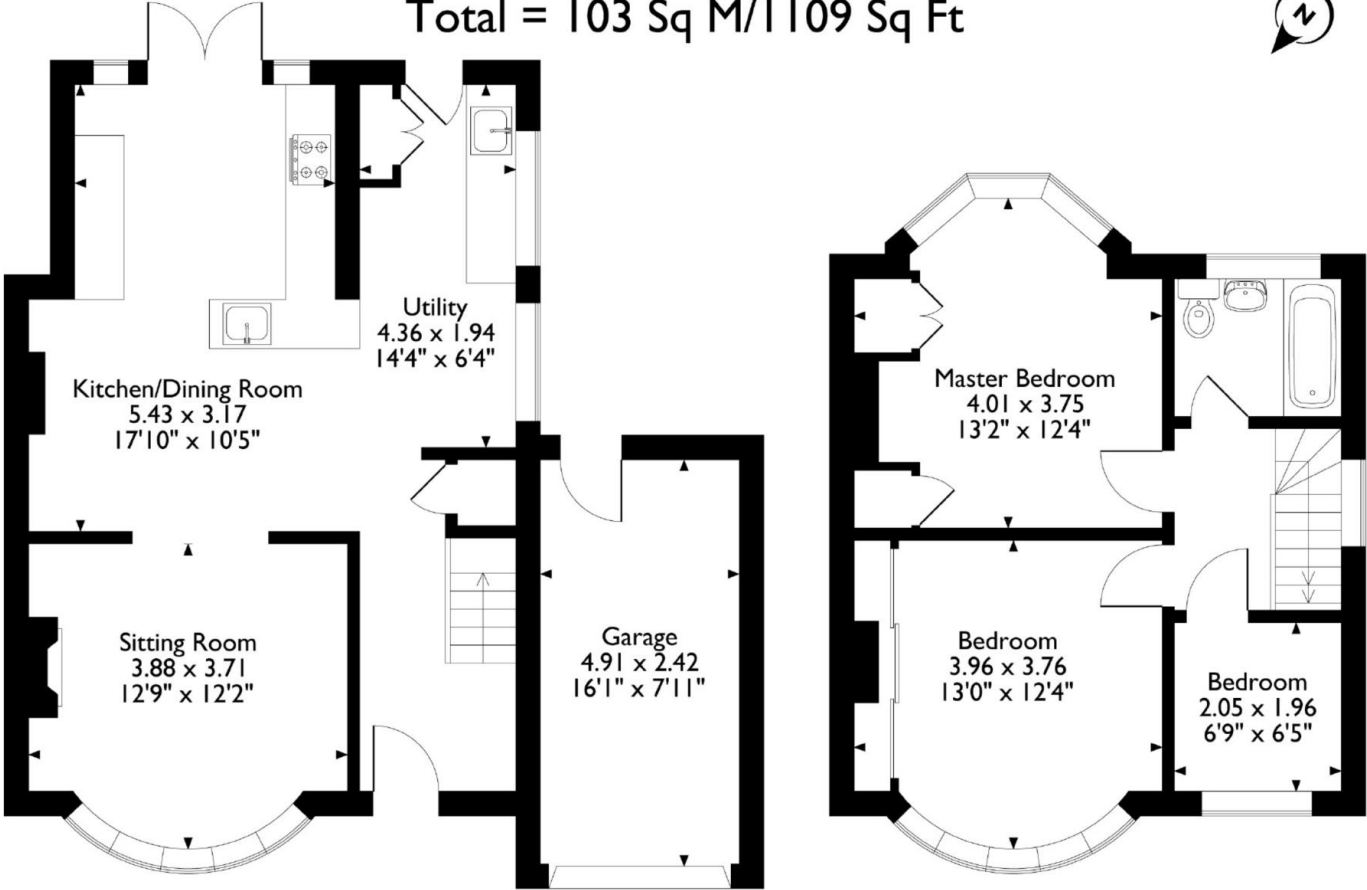 Total = 103 Sq M/1109 Sq Ft
N
Utility
4.36 x 1.94
14'4" x 6'4"
Kitchen/Dining Room
5.43 x 3.17
17'10" x 10'5"
Master Bedroom
4.01 x 3.75
13'2" x 12'4"
Sitting Room
3.88 x 3.71
12'9" x 12'2"
Garage
4.91 x 2.42
16'1" x 7'11"
Bedroom
3.96 x 3.76
13'0" x 12'4"
Bedroom
2.05 x 1.96
6'9" x 6'5"